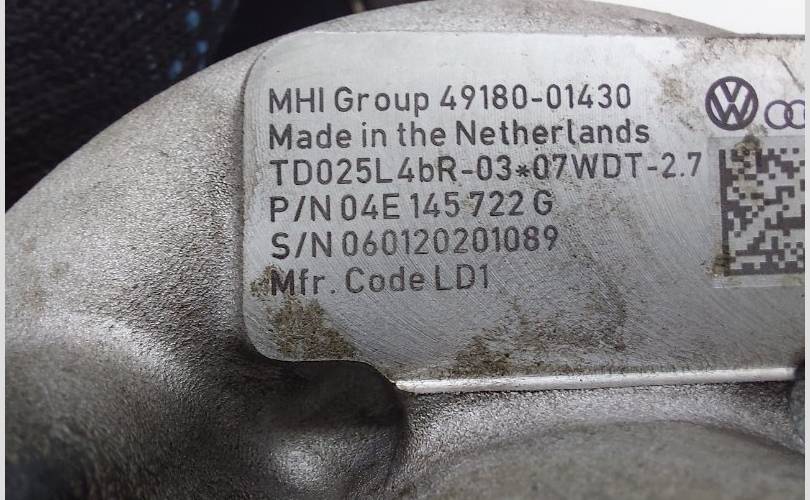 MHI Group 49180-01430
Made in the Netherlands
TD025L4bR-03*07WDT-2.7
P/N 04E 145 722 G
S/N 060120201089
Mfr. Code LD1